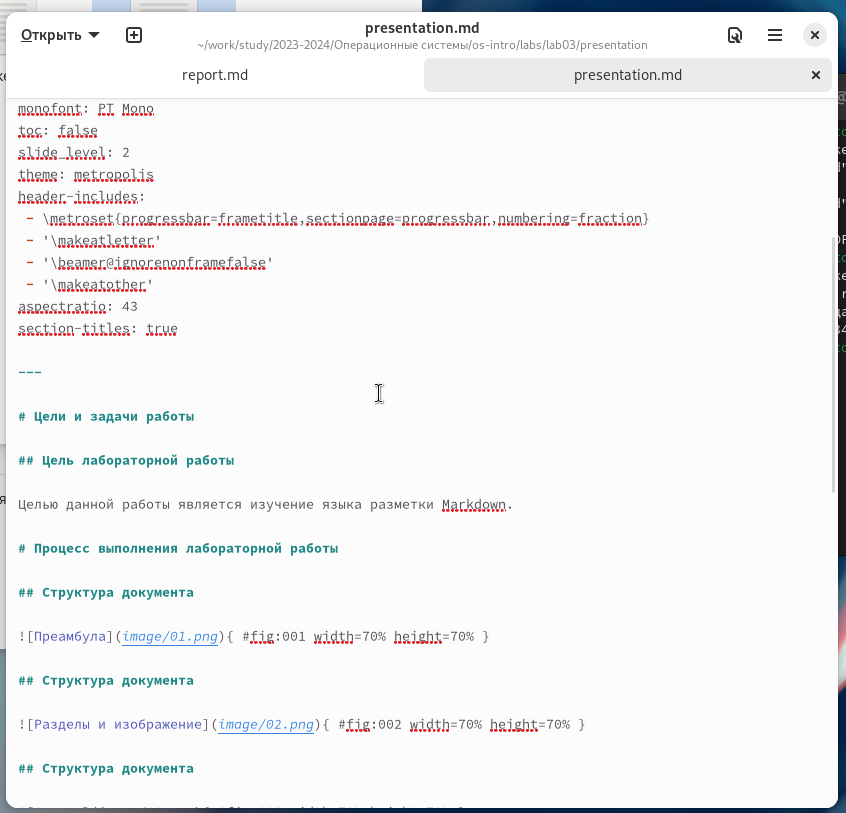 Открыть
presentation.md
~/work/study/2023-2024/Операционные системы/os-intro/labs/lab03/presentation
report.md
presentation.md
monofont: PT Mono
toc: false
slide_level: 2
theme: metropolis
header-includes:
- \metroset{progressbar=frametitle,sectionpage=progressbar,numbering=fraction}
- '\makeatletter'
- '\beamer@ignorenonframefalse'
- '\makeatother'
aspectratio: 43
section-titles: true
---
# Цели и задачи работы
## Цель лабораторной работы
Целью данной работы является изучение языка разметки Markdown.
# Процесс выполнения лабораторной работы
## Структура документа
![Преамбула](image/01.png){ #fig:001 width=70% height=70% }
## Структура документа
![Разделы и изображение](image/02.png){ #fig:002 width=70% height=70% }
## Структура документа